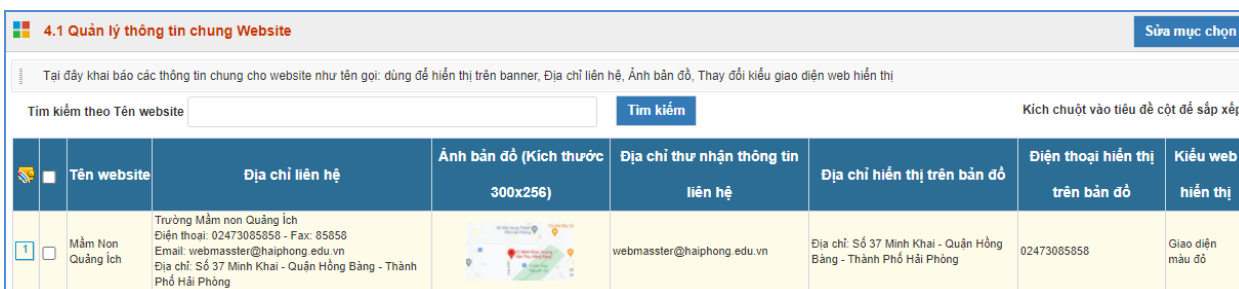 4.1 Quản lý thông tin chung Website
Sửa mục chọn
Tại đây khai báo các thông tin chung cho website như tên gọi: dùng để hiển thị trên banner, Địa chỉ liên hệ, Ảnh bản đồ, Thay đổi kiểu giao diện web hiển thị
Tìm kiếm theo Tên website
Tìm kiếm
Kích chuột vào tiêu đề cột để sắp xếp
Tên website
Địa chỉ liên hệ
Ảnh bản đồ (Kích thước
300x256)
Địa chỉ thư nhận thông tin
liên hệ
Địa chỉ hiển thị trên bản đồ
Điện thoại hiển thị
trên bản đồ
Kiểu web
hiển thị
1
Mầm Non
Quảng Ích
Trường Mầm non Quảng Ích
Điện thoại: 02473085858 - Fax: 85858
Email: webmasster@haiphong.edu.vn
Địa chỉ: Số 37 Minh Khai - Quận Hồng Bàng - Thành
Phố Hải Phòng
webmasster@haiphong.edu.vn
Địa chỉ: Số 37 Minh Khai - Quận Hồng
Bàng - Thành Phố Hải Phòng
02473085858
Giao diện
màu đỏ